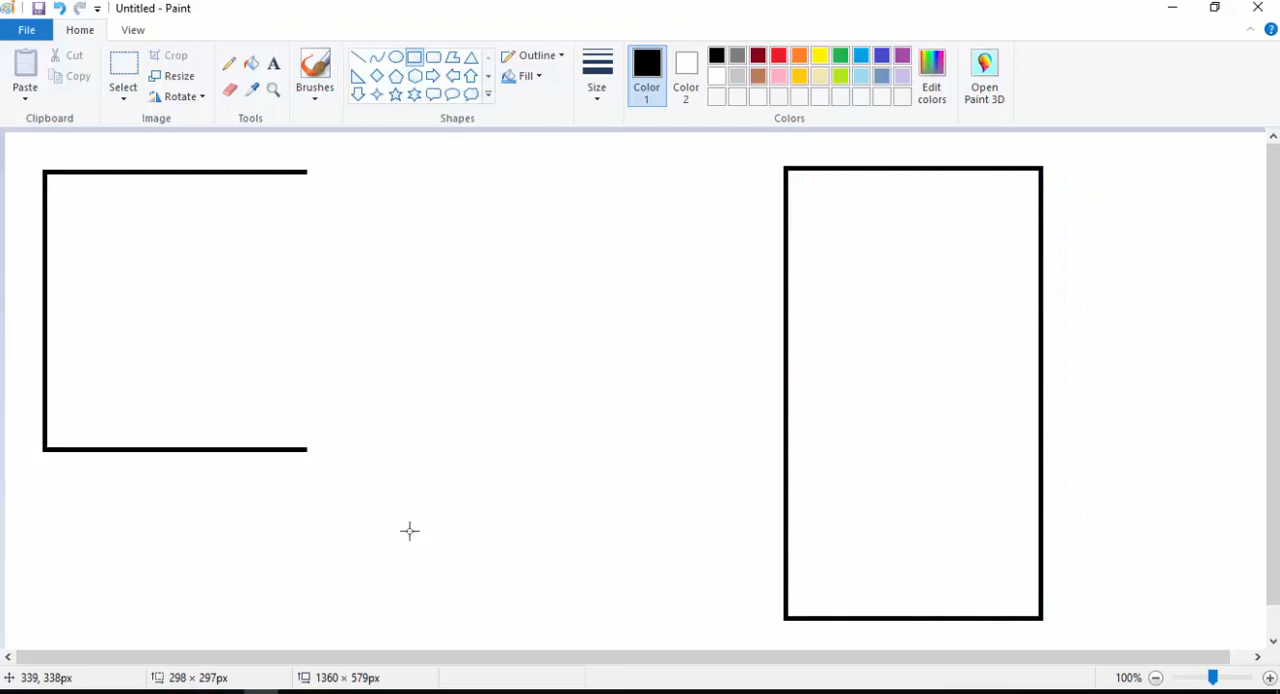 Untitled - Paint
File Home View
Paste
Cut
Copy
Clipboard
Select
Crop
Resize
Rotate
Image
Tools
A
Brushes
Shapes
Outline
Fill
Size
Color 1
Color 2
Colors
Edit colors
Open Paint 3D
339, 338px 298 × 297px 1360 × 579px 100%